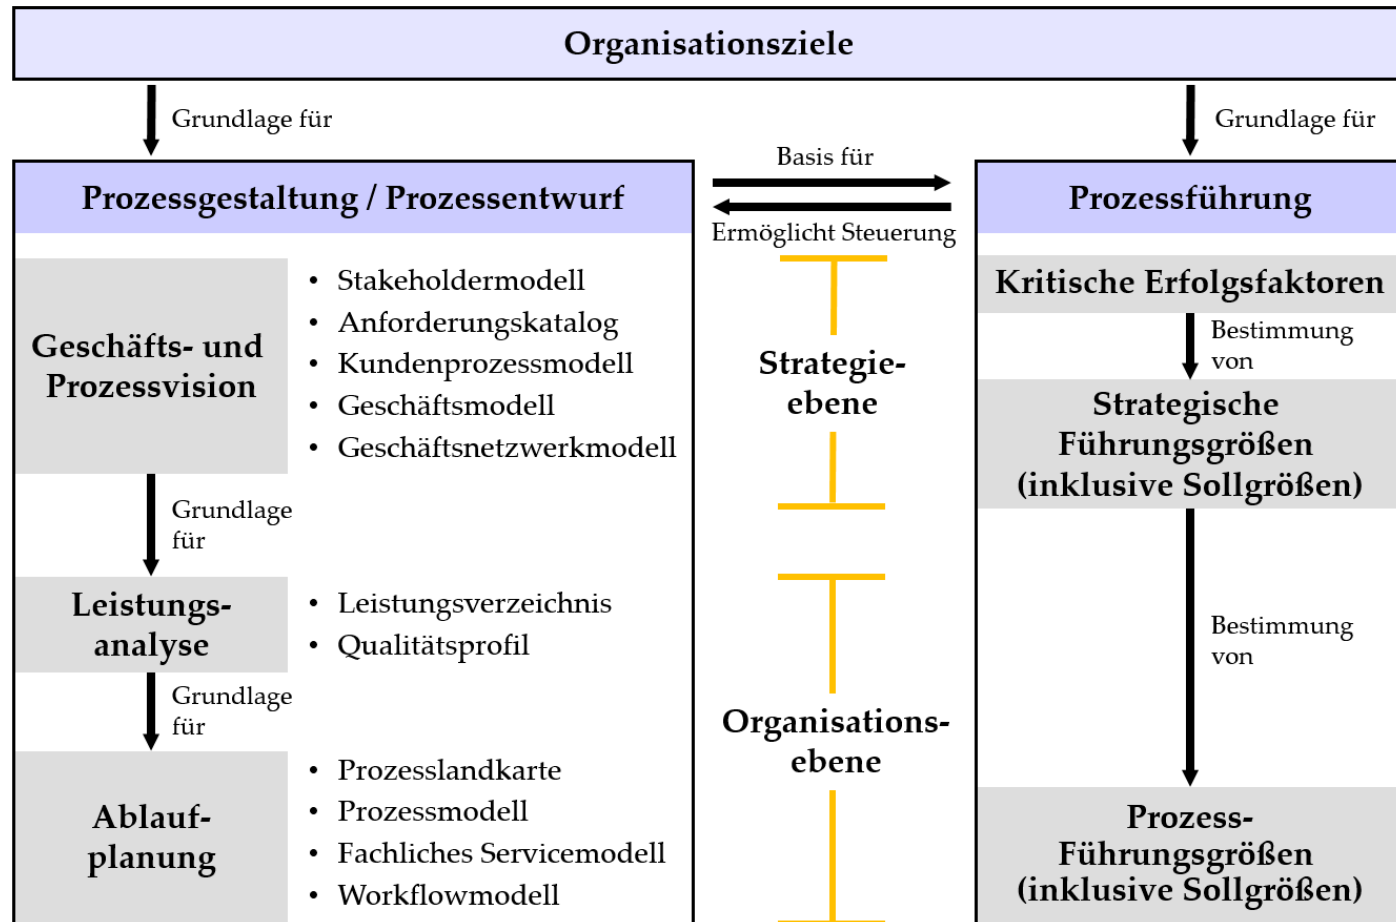 Organisationsziele
Grundlage für
Grundlage für
Prozessgestaltung / Prozessentwurf
Basis für
Ermöglicht Steuerung
Prozessführung
Geschäfts- und
Prozessvision
• Stakeholdermodell
• Anforderungskatalog
• Kundenprozessmodell
• Geschäftsmodell
• Geschäftsnetzwerkmodell
Grundlage
für
Leistungs-
analyse
• Leistungsverzeichnis
• Qualitätsprofil
Grundlage
für
Ablauf-
planung
• Prozesslandkarte
• Prozessmodell
• Fachliches Servicemodell
• Workflowmodell
Strategie-
ebene
Organisations-
ebene
Kritische Erfolgsfaktoren
Bestimmung
von
Strategische
Führungsgrößen
(inklusive Sollgrößen)
Bestimmung
von
Prozess-
Führungsgrößen
(inklusive Sollgrößen)